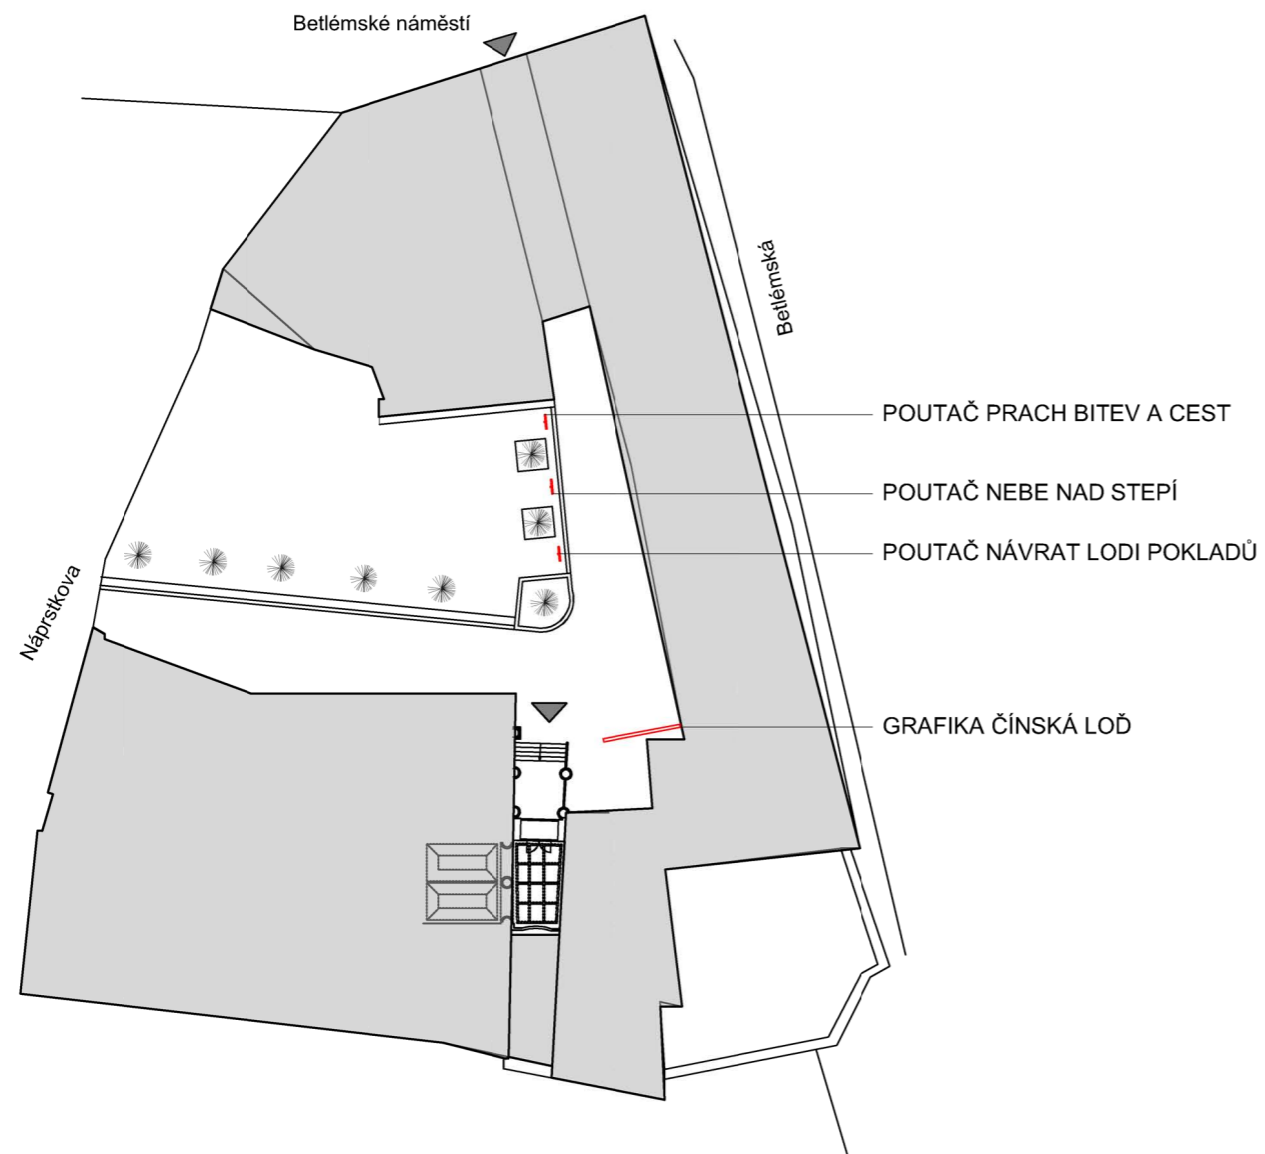 Betlémské náměstí
Betlémská
POUTAČ PRACH BITEV A CEST
POUTAČ NEBE NAD STEPÍ
POUTAČ NÁVRAT LODI POKLADŮ
Náprstkova
GRAFIKA ČÍNSKÁ LOĎ